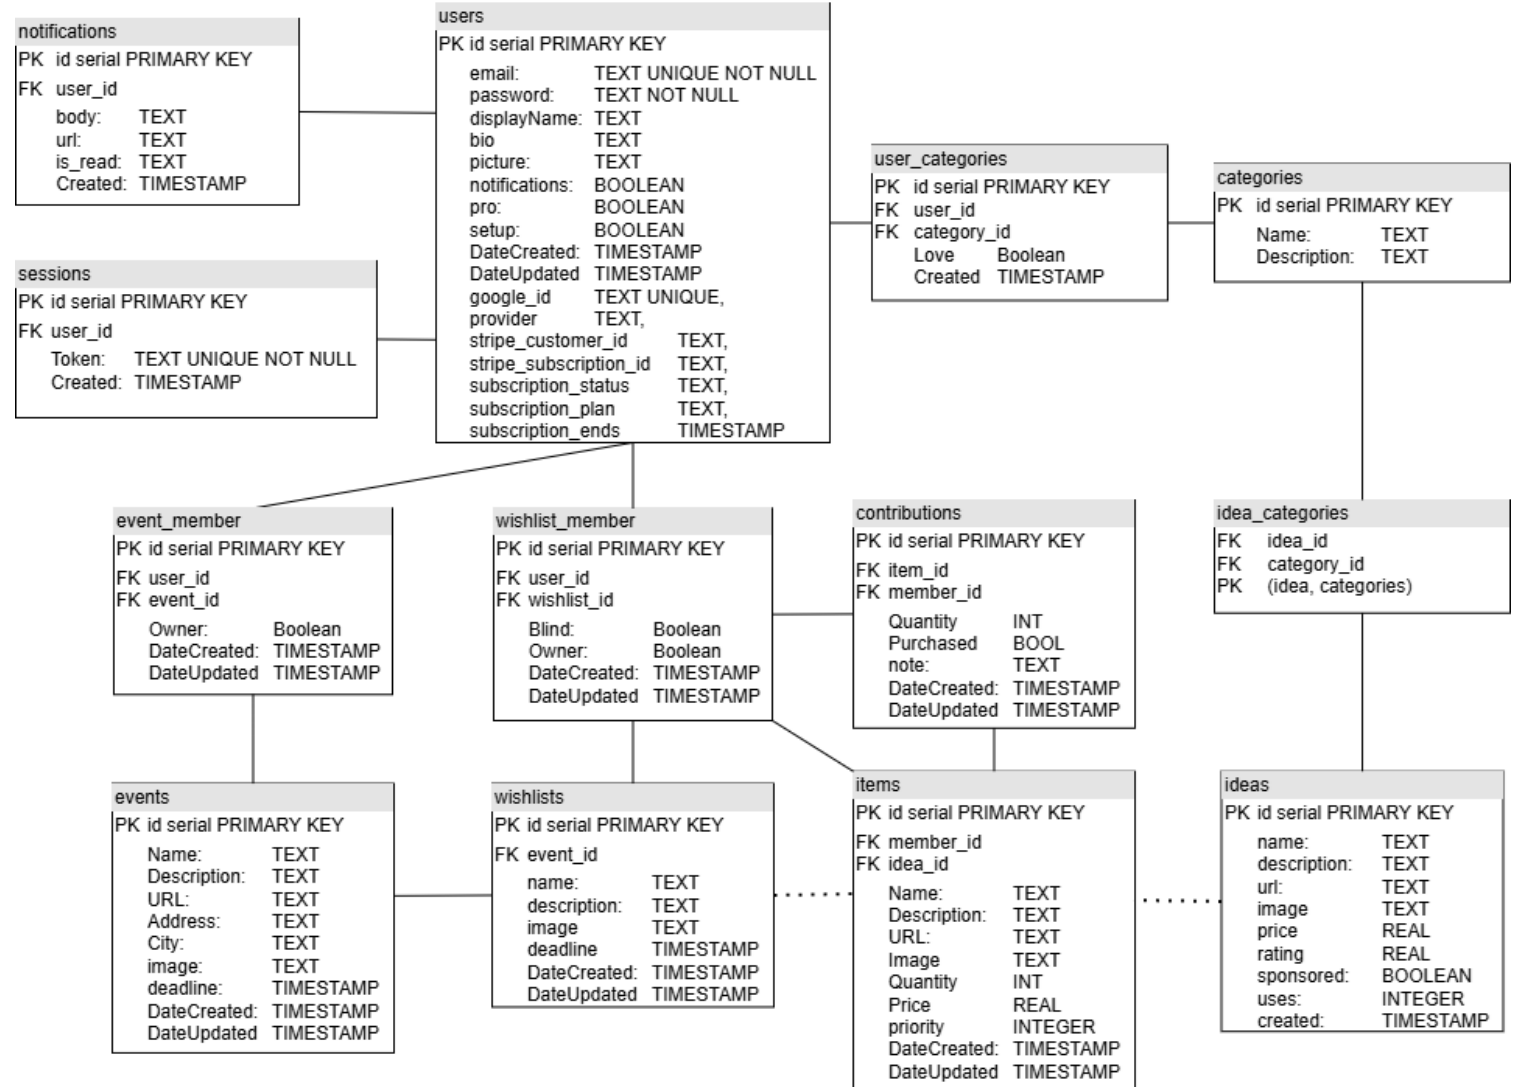 notifications
PK id serial PRIMARY KEY
FK user_id
body: TEXT
url: TEXT
is_read: TEXT
Created: TIMESTAMP
users
PK id serial PRIMARY KEY
email: TEXT UNIQUE NOT NULL
password: TEXT NOT NULL
displayName: TEXT
bio TEXT
picture: TEXT
notifications: BOOLEAN
pro: BOOLEAN
setup: BOOLEAN
DateCreated: TIMESTAMP
DateUpdated TIMESTAMP
google_id TEXT UNIQUE,
provider TEXT,
stripe_customer_id TEXT,
stripe_subscription_id TEXT,
subscription_status TEXT,
subscription_plan TEXT,
subscription_ends TIMESTAMP
user_categories
PK id serial PRIMARY KEY
FK user_id
FK category_id
Love Boolean
Created TIMESTAMP
categories
PK id serial PRIMARY KEY
Name: TEXT
Description: TEXT
sessions
PK id serial PRIMARY KEY
FK user_id
Token: TEXT UNIQUE NOT NULL
Created: TIMESTAMP
event_member
PK id serial PRIMARY KEY
FK user_id
FK event_id
Owner: Boolean
DateCreated: TIMESTAMP
DateUpdated TIMESTAMP
wishlist_member
PK id serial PRIMARY KEY
FK user_id
FK wishlist_id
Blind: Boolean
Owner: Boolean
DateCreated: TIMESTAMP
DateUpdated TIMESTAMP
contributions
PK id serial PRIMARY KEY
FK item_id
FK member_id
Quantity INT
Purchased BOOL
note: TEXT
DateCreated: TIMESTAMP
DateUpdated TIMESTAMP
idea_categories
FK idea_id
FK category_id
PK (idea, categories)
events
PK id serial PRIMARY KEY
Name: TEXT
Description: TEXT
URL: TEXT
Address: TEXT
City: TEXT
image: TEXT
deadline: TIMESTAMP
DateCreated: TIMESTAMP
DateUpdated TIMESTAMP
wishlists
PK id serial PRIMARY KEY
FK event_id
name: TEXT
description: TEXT
image TEXT
deadline TIMESTAMP
DateCreated: TIMESTAMP
DateUpdated TIMESTAMP
items
PK id serial PRIMARY KEY
FK member_id
FK idea_id
Name: TEXT
Description: TEXT
URL: TEXT
Image TEXT
Quantity INT
Price REAL
priority INTEGER
DateCreated: TIMESTAMP
DateUpdated TIMESTAMP
ideas
PK id serial PRIMARY KEY
name: TEXT
description: TEXT
url: TEXT
image TEXT
price REAL
rating REAL
sponsored: BOOLEAN
uses: INTEGER
created: TIMESTAMP